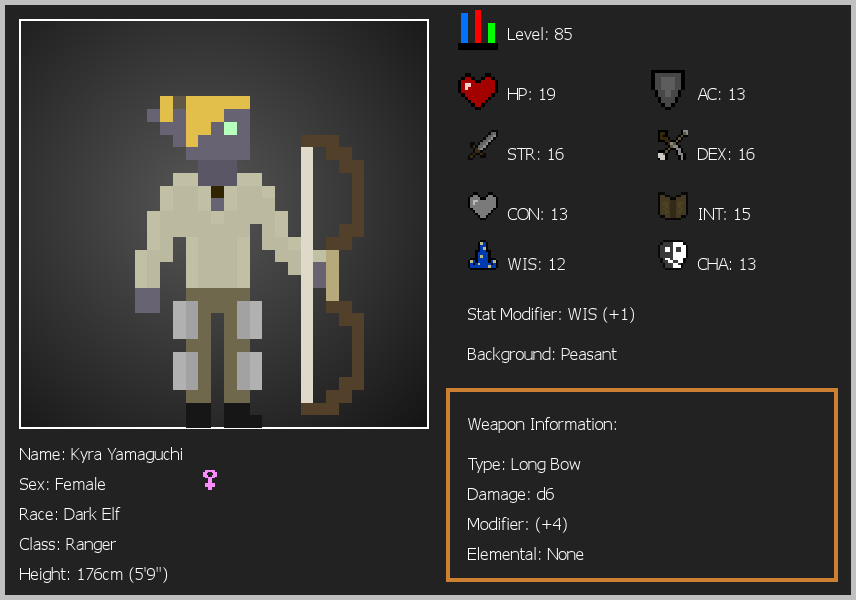 Level: 85
HP: 19
AC: 13
STR: 16
DEX: 16
CON: 13
INT: 15
WIS: 12
CHA: 13
Stat Modifier: WIS (+1)
Background: Peasant
Weapon Information:
Type: Long Bow
Damage: d6
Modifier: (+4)
Elemental: None
Name: Kyra Yamaguchi
Sex: Female
Race: Dark Elf
Class: Ranger
Height: 176cm (5'9")